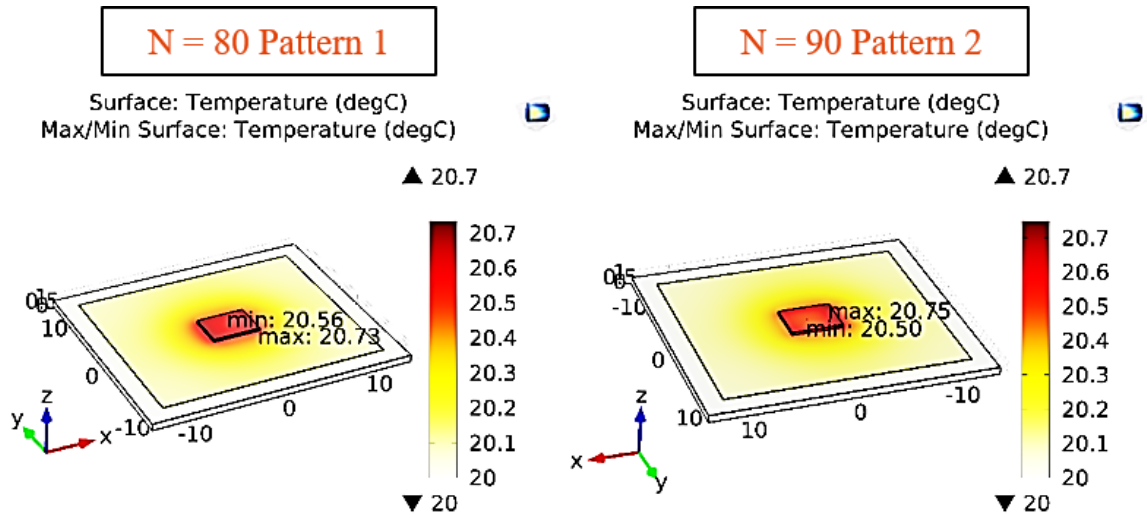 N = 80 Pattern 1
Surface: Temperature (degC)
Max/Min Surface: Temperature (degC)
▲ 20.7
20.7
20.6
20.5
20.4
20.3
20.2
20.1
20
▼ 20
min: 20.56
max: 20.73
10
0
-10
-10
0
10
z
y
x
N = 90 Pattern 2
Surface: Temperature (degC)
Max/Min Surface: Temperature (degC)
▲ 20.7
20.7
20.6
20.5
20.4
20.3
20.2
20.1
20
▼ 20
max: 20.75
min: 20.50
-10
0
10
10
0
-10
z
x
y